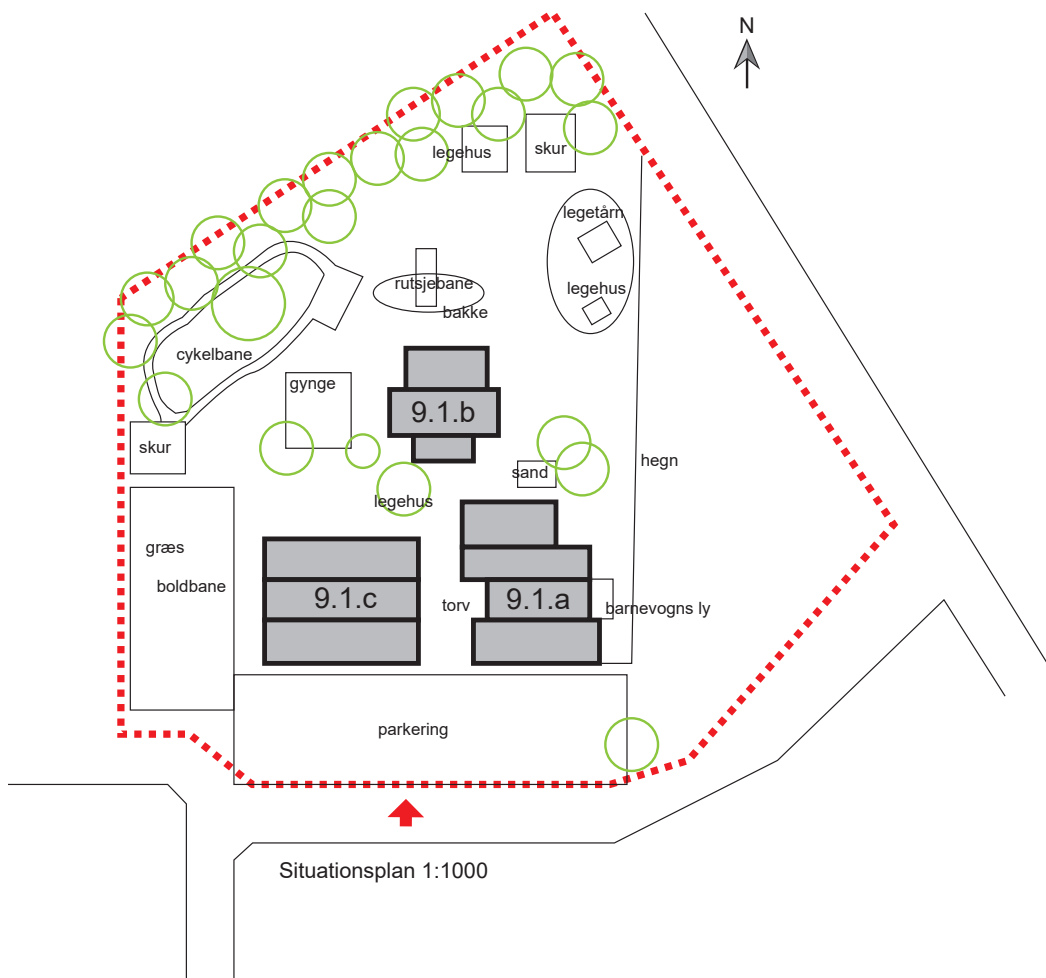 N
legehus
skur
legetårn
rutsjebane
legehus
bakke
cykelbane
gynge
9.1.b
skur
sand
hegn
legehus
græs
boldbane
9.1.c
torv
9.1.a
barnevogns ly
parkering
Situationsplan 1:1000